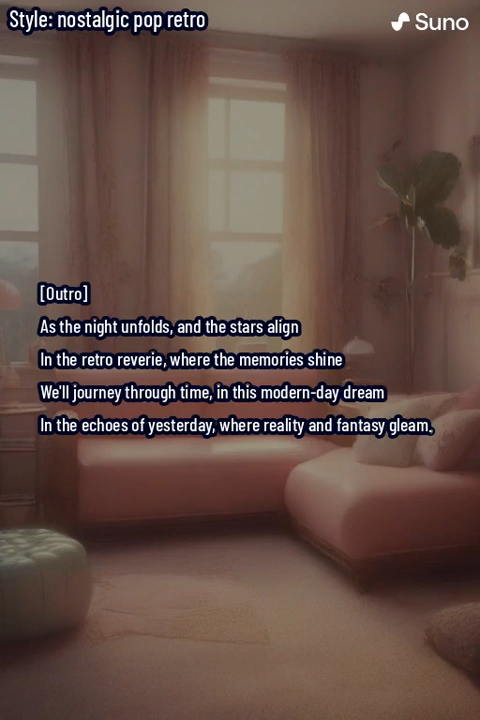 Style: nostalgic pop retro
Suno
[Outro]
As the night unfolds, and the stars align
In the retro reverie, where the memories shine
We'll journey through time, in this modern-day dream
In the echoes of yesterday, where reality and fantasy gleam.